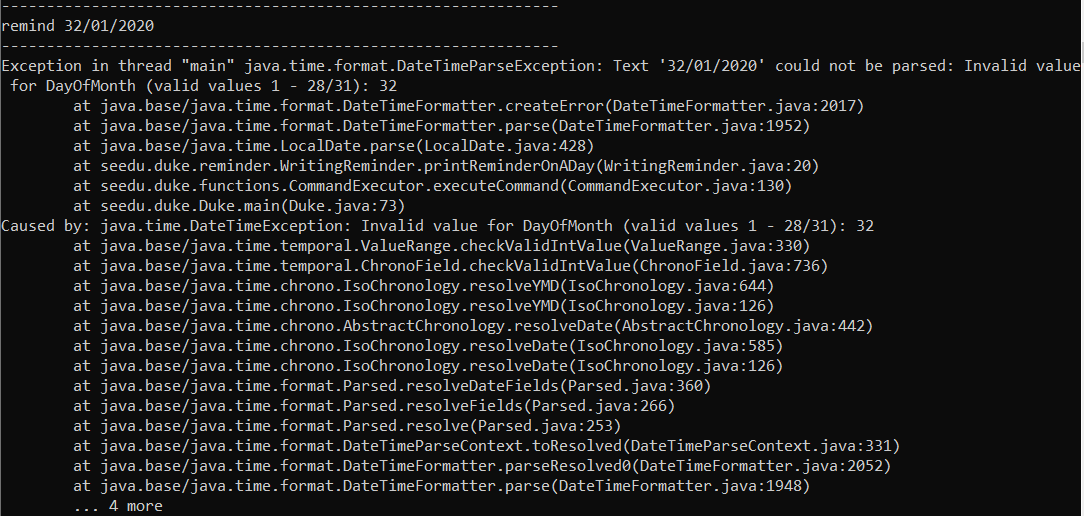 --------------------------------------------------------------
remind 32/01/2020
--------------------------------------------------------------
Exception in thread "main" java.time.format.DateTimeParseException: Text '32/01/2020' could not be parsed: Invalid value
 for DayOfMonth (valid values 1 - 28/31): 32
        at java.base/java.time.format.DateTimeFormatter.createError(DateTimeFormatter.java:2017)
        at java.base/java.time.format.DateTimeFormatter.parse(DateTimeFormatter.java:1952)
        at java.base/java.time.LocalDate.parse(LocalDate.java:428)
        at seedu.duke.reminder.WritingReminder.printReminderOnADay(WritingReminder.java:20)
        at seedu.duke.functions.CommandExecutor.executeCommand(CommandExecutor.java:130)
        at seedu.duke.Duke.main(Duke.java:73)
Caused by: java.time.DateTimeException: Invalid value for DayOfMonth (valid values 1 - 28/31): 32
        at java.base/java.time.temporal.ValueRange.checkValidIntValue(ValueRange.java:330)
        at java.base/java.time.temporal.ChronoField.checkValidIntValue(ChronoField.java:736)
        at java.base/java.time.chrono.IsoChronology.resolveYMD(IsoChronology.java:644)
        at java.base/java.time.chrono.IsoChronology.resolveYMD(IsoChronology.java:126)
        at java.base/java.time.chrono.AbstractChronology.resolveDate(AbstractChronology.java:442)
        at java.base/java.time.chrono.IsoChronology.resolveDate(IsoChronology.java:585)
        at java.base/java.time.chrono.IsoChronology.resolveDate(IsoChronology.java:126)
        at java.base/java.time.format.Parsed.resolveDateFields(Parsed.java:360)
        at java.base/java.time.format.Parsed.resolveFields(Parsed.java:266)
        at java.base/java.time.format.Parsed.resolve(Parsed.java:253)
        at java.base/java.time.format.DateTimeParseContext.toResolved(DateTimeParseContext.java:331)
        at java.base/java.time.format.DateTimeFormatter.parseResolved0(DateTimeFormatter.java:2052)
        at java.base/java.time.format.DateTimeFormatter.parse(DateTimeFormatter.java:1948)
        ... 4 more